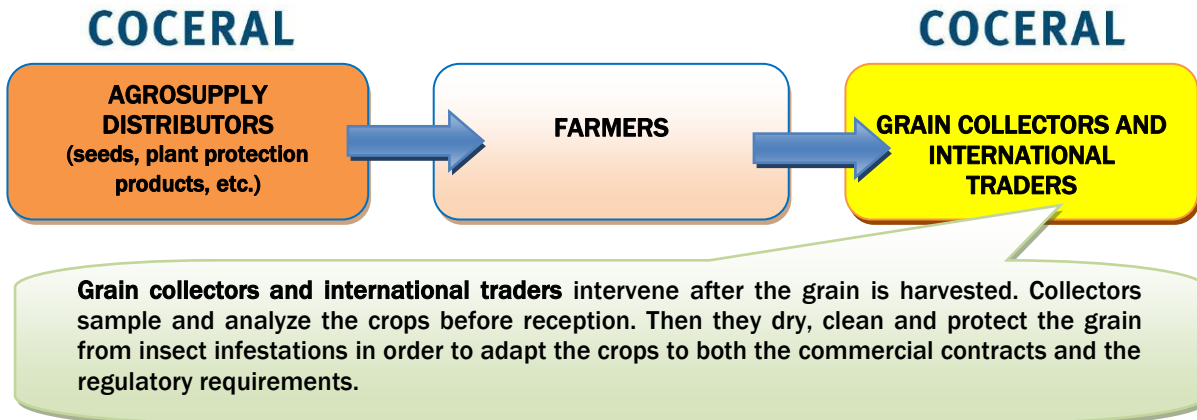 COCERAL
COCERAL
AGROSUPPLY
DISTRIBUTORS
(seeds, plant protection
products, etc.)
FARMERS
GRAIN COLLECTORS AND
INTERNATIONAL
TRADERS
Grain collectors and international traders intervene after the grain is harvested. Collectors
sample and analyze the crops before reception. Then they dry, clean and protect the grain
from insect infestations in order to adapt the crops to both the commercial contracts and the
regulatory requirements.